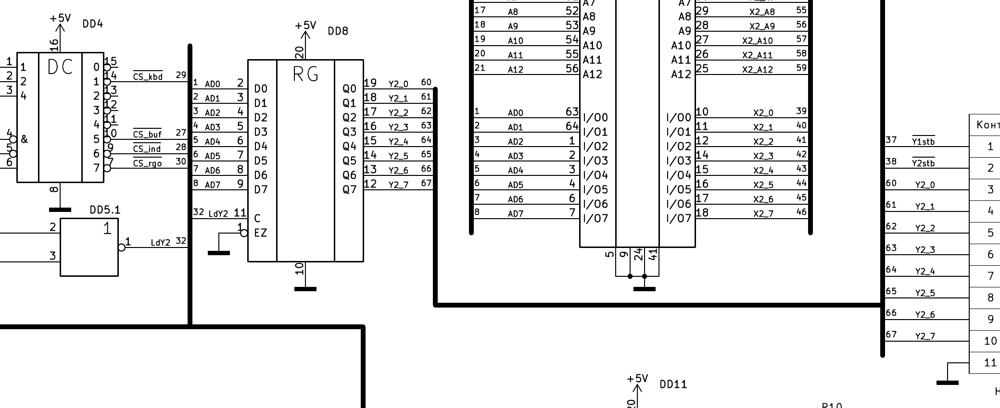 +5V DD4
16
DC
1 1 0 15
2 2 1 14 CS_kbd 29
3 4 2 13
3 12
4 11
4 & 5 10 CS_buf 27
5 6 9 CS_ind 28
6 7 7 CS_rgo 30
8
DD5.1
2 1
1 LdY2 32
3
+5V DD8
20
RG
1 AD0 2 D0 Q0 19 Y2_0 60
2 AD1 3 D1 Q1 18 Y2_1 61
3 AD2 4 D2 Q2 17 Y2_2 62
4 AD3 5 D3 Q3 16 Y2_3 63
5 AD4 6 D4 Q4 15 Y2_4 64
6 AD5 7 D5 Q5 14 Y2_5 65
7 AD6 8 D6 Q6 13 Y2_6 66
8 AD7 9 D7 Q7 12 Y2_7 67
32 LdY2 11 C
1 EZ
10
A7 A7
17 A8 52 A8 A8 29 X2_A8 55
18 A9 53 A9 A9 28 X2_A9 56
19 A10 54 A10 A10 27 X2_A10 57
20 A11 55 A11 A11 26 X2_A11 58
21 A12 56 A12 A12 25 X2_A12 59
1 AD0 63 I/O0 I/O0 10 X2_0 39
2 AD1 64 I/O1 I/O1 11 X2_1 40
3 AD2 1 I/O2 I/O2 12 X2_2 41
4 AD3 2 I/O3 I/O3 14 X2_3 42
5 AD4 3 I/O4 I/O4 15 X2_4 43
6 AD5 4 I/O5 I/O5 16 X2_5 44
7 AD6 6 I/O6 I/O6 17 X2_6 45
8 AD7 7 I/O7 I/O7 18 X2_7 46
5 9 24 41
Конт
37 Y1stb 1
38 Y2stb 2
60 Y2_0 3
61 Y2_1 4
62 Y2_2 5
63 Y2_3 6
64 Y2_4 7
65 Y2_5 8
66 Y2_6 9
67 Y2_7 10
11
+5V DD11
20
R10